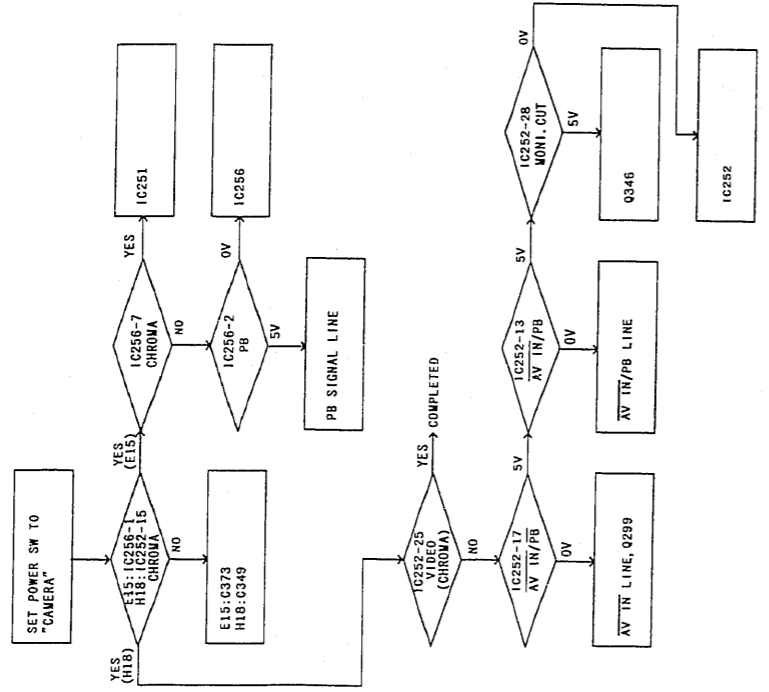 SET POWER SW TO
"CAMERA"
E15:IC256-1
H18:IC252-15
CHROMA
YES
(E15)
NO
YES
(H18)
E15:C373
H18:C349
IC256-7
CHROMA
YES
NO
IC251
IC256-2
PB
0V
5V
IC256
PB SIGNAL LINE
IC252-25
VIDEO
(CHROMA)
YES
COMPLETED
NO
IC252-17
AV IN/PB
5V
0V
AV IN LINE,Q299
IC252-13
AV IN/PB
5V
0V
AV IN/PB LINE
IC252-28
MONI.CUT
0V
5V
Q346
IC252